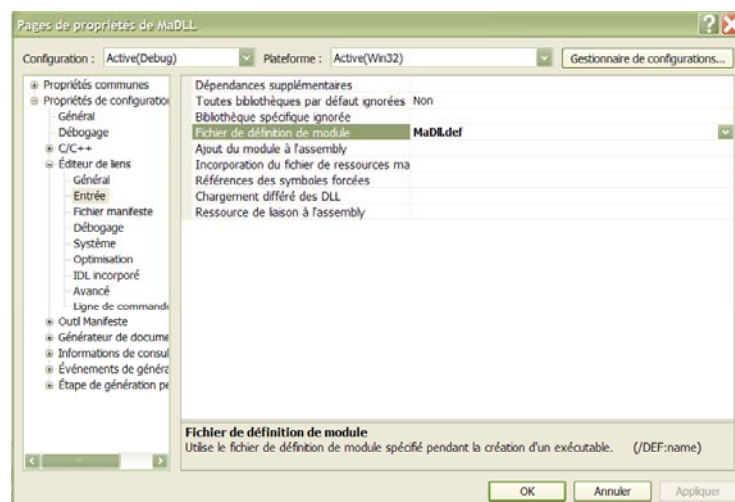 Pages de propriétés de MaDLL
Configuration : Active(Debug) Plateforme : Active(Win32) Gestionnaire de configurations...
Propriétés communes
Propriétés de configuratio
Général
Débogage
C/C++
Éditeur de liens
Général
Entrée
Fichier manifeste
Débogage
Système
Optimisation
IDL incorporé
Avancé
Ligne de command
Outil Manifeste
Générateur de docume
Informations de consul
Événements de généra
Étape de génération pe
Dépendances supplémentaires
Toutes bibliothèques par défaut ignorées Non
Bibliothèque spécifique ignorée
Fichier de définition de module MaDll.def
Ajout du module à l'assembly
Incorporation du fichier de ressources ma
Références des symboles forcées
Chargement différé des DLL
Ressource de liaison à l'assembly
Fichier de définition de module
Utilise le fichier de définition de module spécifié pendant la création d'un exécutable. (/DEF:name)
OK Annuler Appliquer